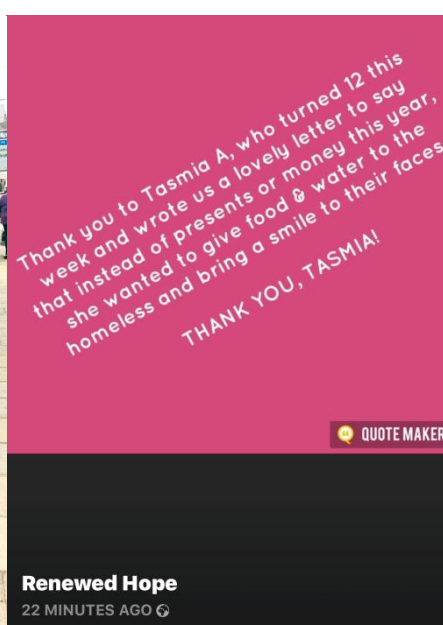 Thank you to Tasmia A, who turned 12 this
week and wrote us a lovely letter to say
that instead of presents or money this year,
she wanted to give food & water to the
homeless and bring a smile to their faces
THANK YOU, TASMIA!
QUOTE MAKER
Renewed Hope
22 MINUTES AGO